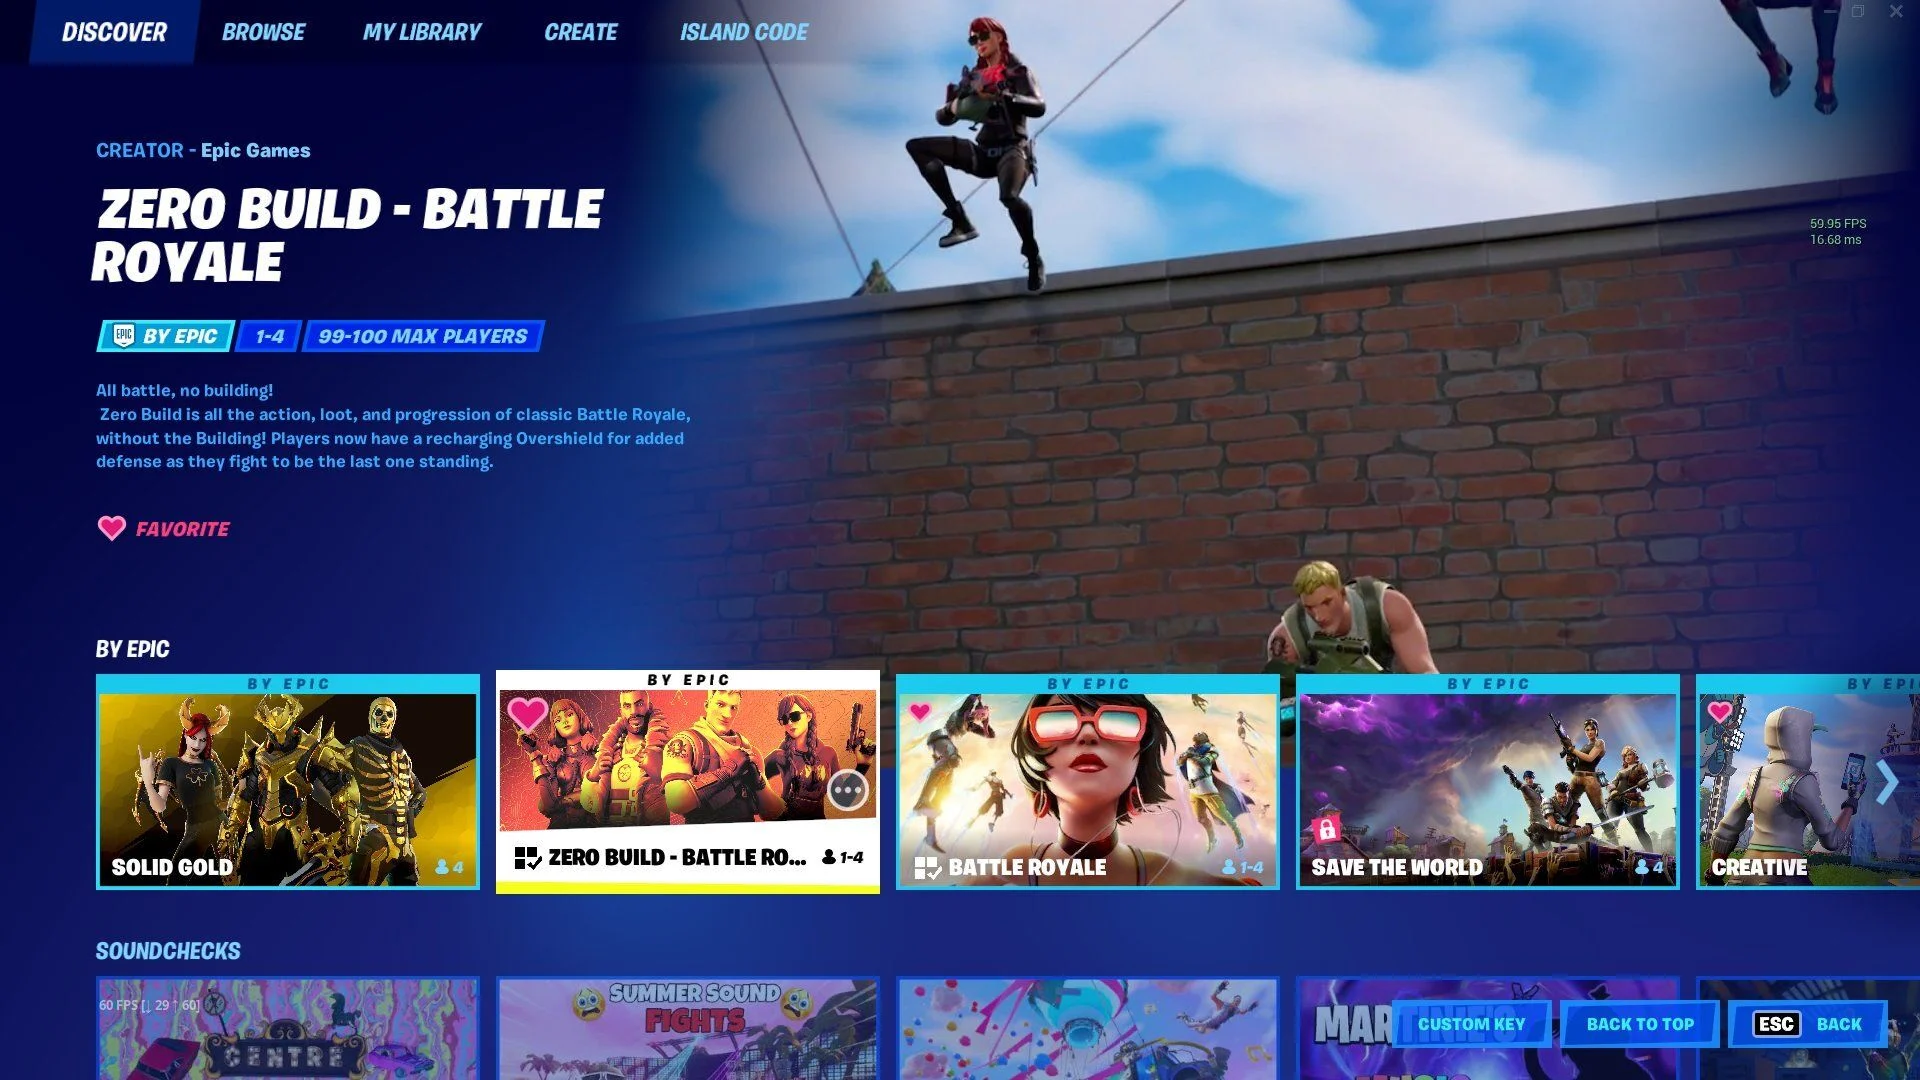 DISCOVER
BROWSE
MY LIBRARY
CREATE
ISLAND CODE
CREATOR - Epic Games
ZERO BUILD - BATTLE
ROYALE
59.95 FPS
16.68 ms
EPIC BY EPIC
1-4
99-100 MAX PLAYERS
All battle, no building!
Zero Build is all the action, loot, and progression of classic Battle Royale,
without the Building! Players now have a recharging Overshield for added
defense as they fight to be the last one standing.
FAVORITE
BY EPIC
BY EPIC
SOLID GOLD
4
BY EPIC
ZERO BUILD - BATTLE RO...
1-4
BY EPIC
BATTLE ROYALE
1-4
BY EPIC
SAVE THE WORLD
4
BY EPI
CREATIVE
SOUNDCHECKS
60 FPS [↓ 29 ↑ 60]
CENTRE
SUMMER SOUND
FIGHTS
CUSTOM KEY
BACK TO TOP
ESC BACK